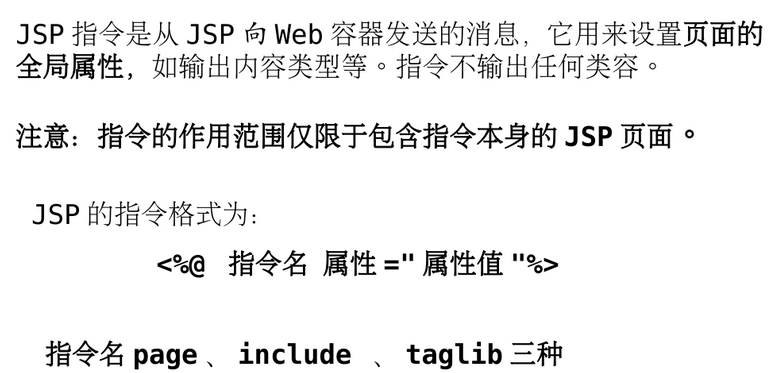 JSP 指令是从 JSP 向 Web 容器发送的消息，它用来设置页面的
全局属性，如输出内容类型等。指令不输出任何类容。
注意：指令的作用范围仅限于包含指令本身的 JSP 页面。
JSP 的指令格式为：
<%@ 指令名 属性 =" 属性值 "%>
指令名 page 、 include 、 taglib 三种